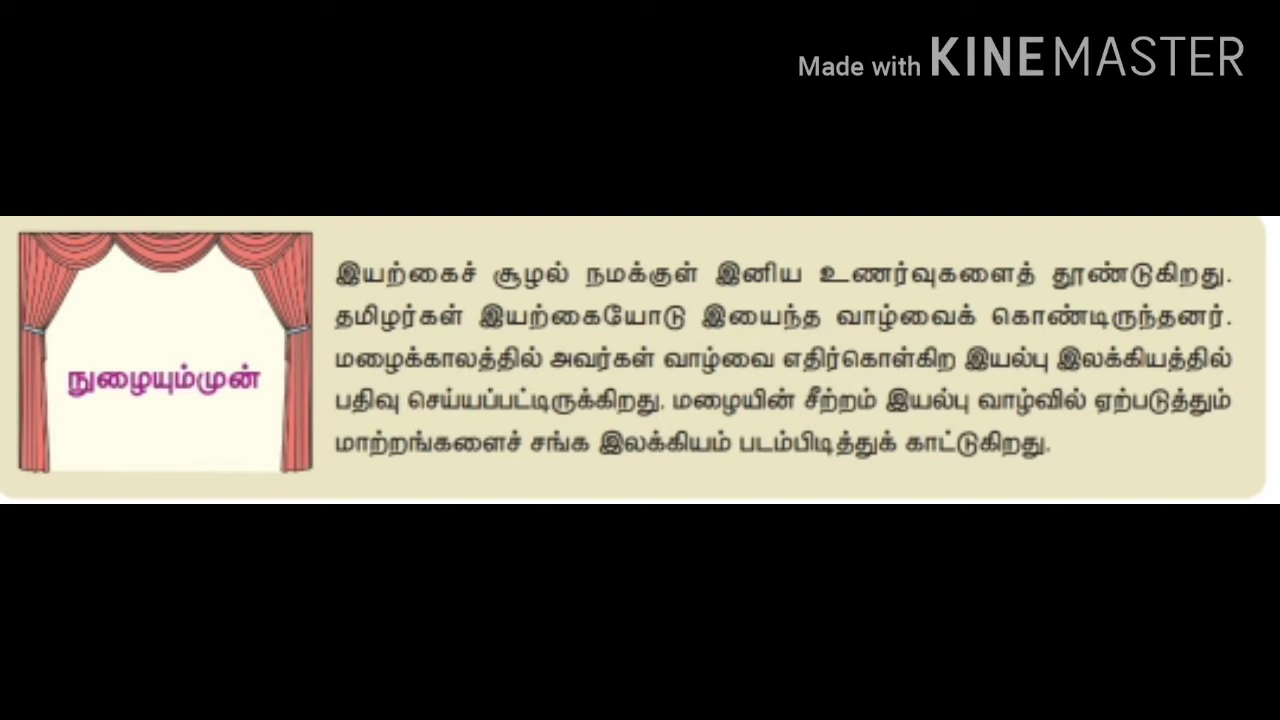 Made with KINEMASTER
நுழையும்முன்
இயற்கைச் சூழல் நமக்குள் இனிய உணர்வுகளைத் தூண்டுகிறது.
தமிழர்கள் இயற்கையோடு இயைந்த வாழ்வைக் கொண்டிருந்தனர்.
மழைக்காலத்தில் அவர்கள் வாழ்வை எதிர்கொள்கிற இயல்பு இலக்கியத்தில்
பதிவு செய்யப்பட்டிருக்கிறது. மழையின் சீற்றம் இயல்பு வாழ்வில் ஏற்படுத்தும்
மாற்றங்களைச் சங்க இலக்கியம் படம்பிடித்துக் காட்டுகிறது.